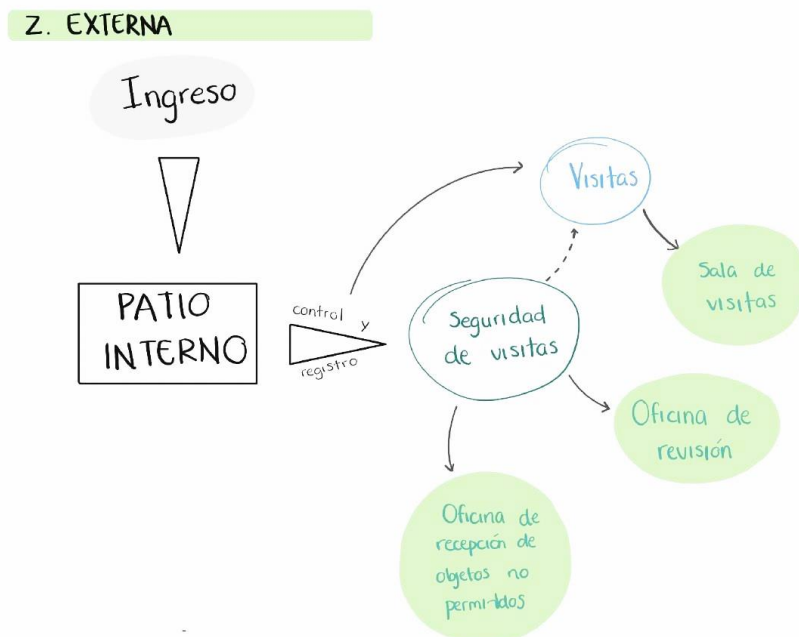 Z. EXTERNA
Ingreso
PATIO
INTERNO
control y
registro
Seguridad
de visitas
Visitas
Sala de
visitas
Oficina de
revisión
Oficina de
recepción de
objetos no
permitidos